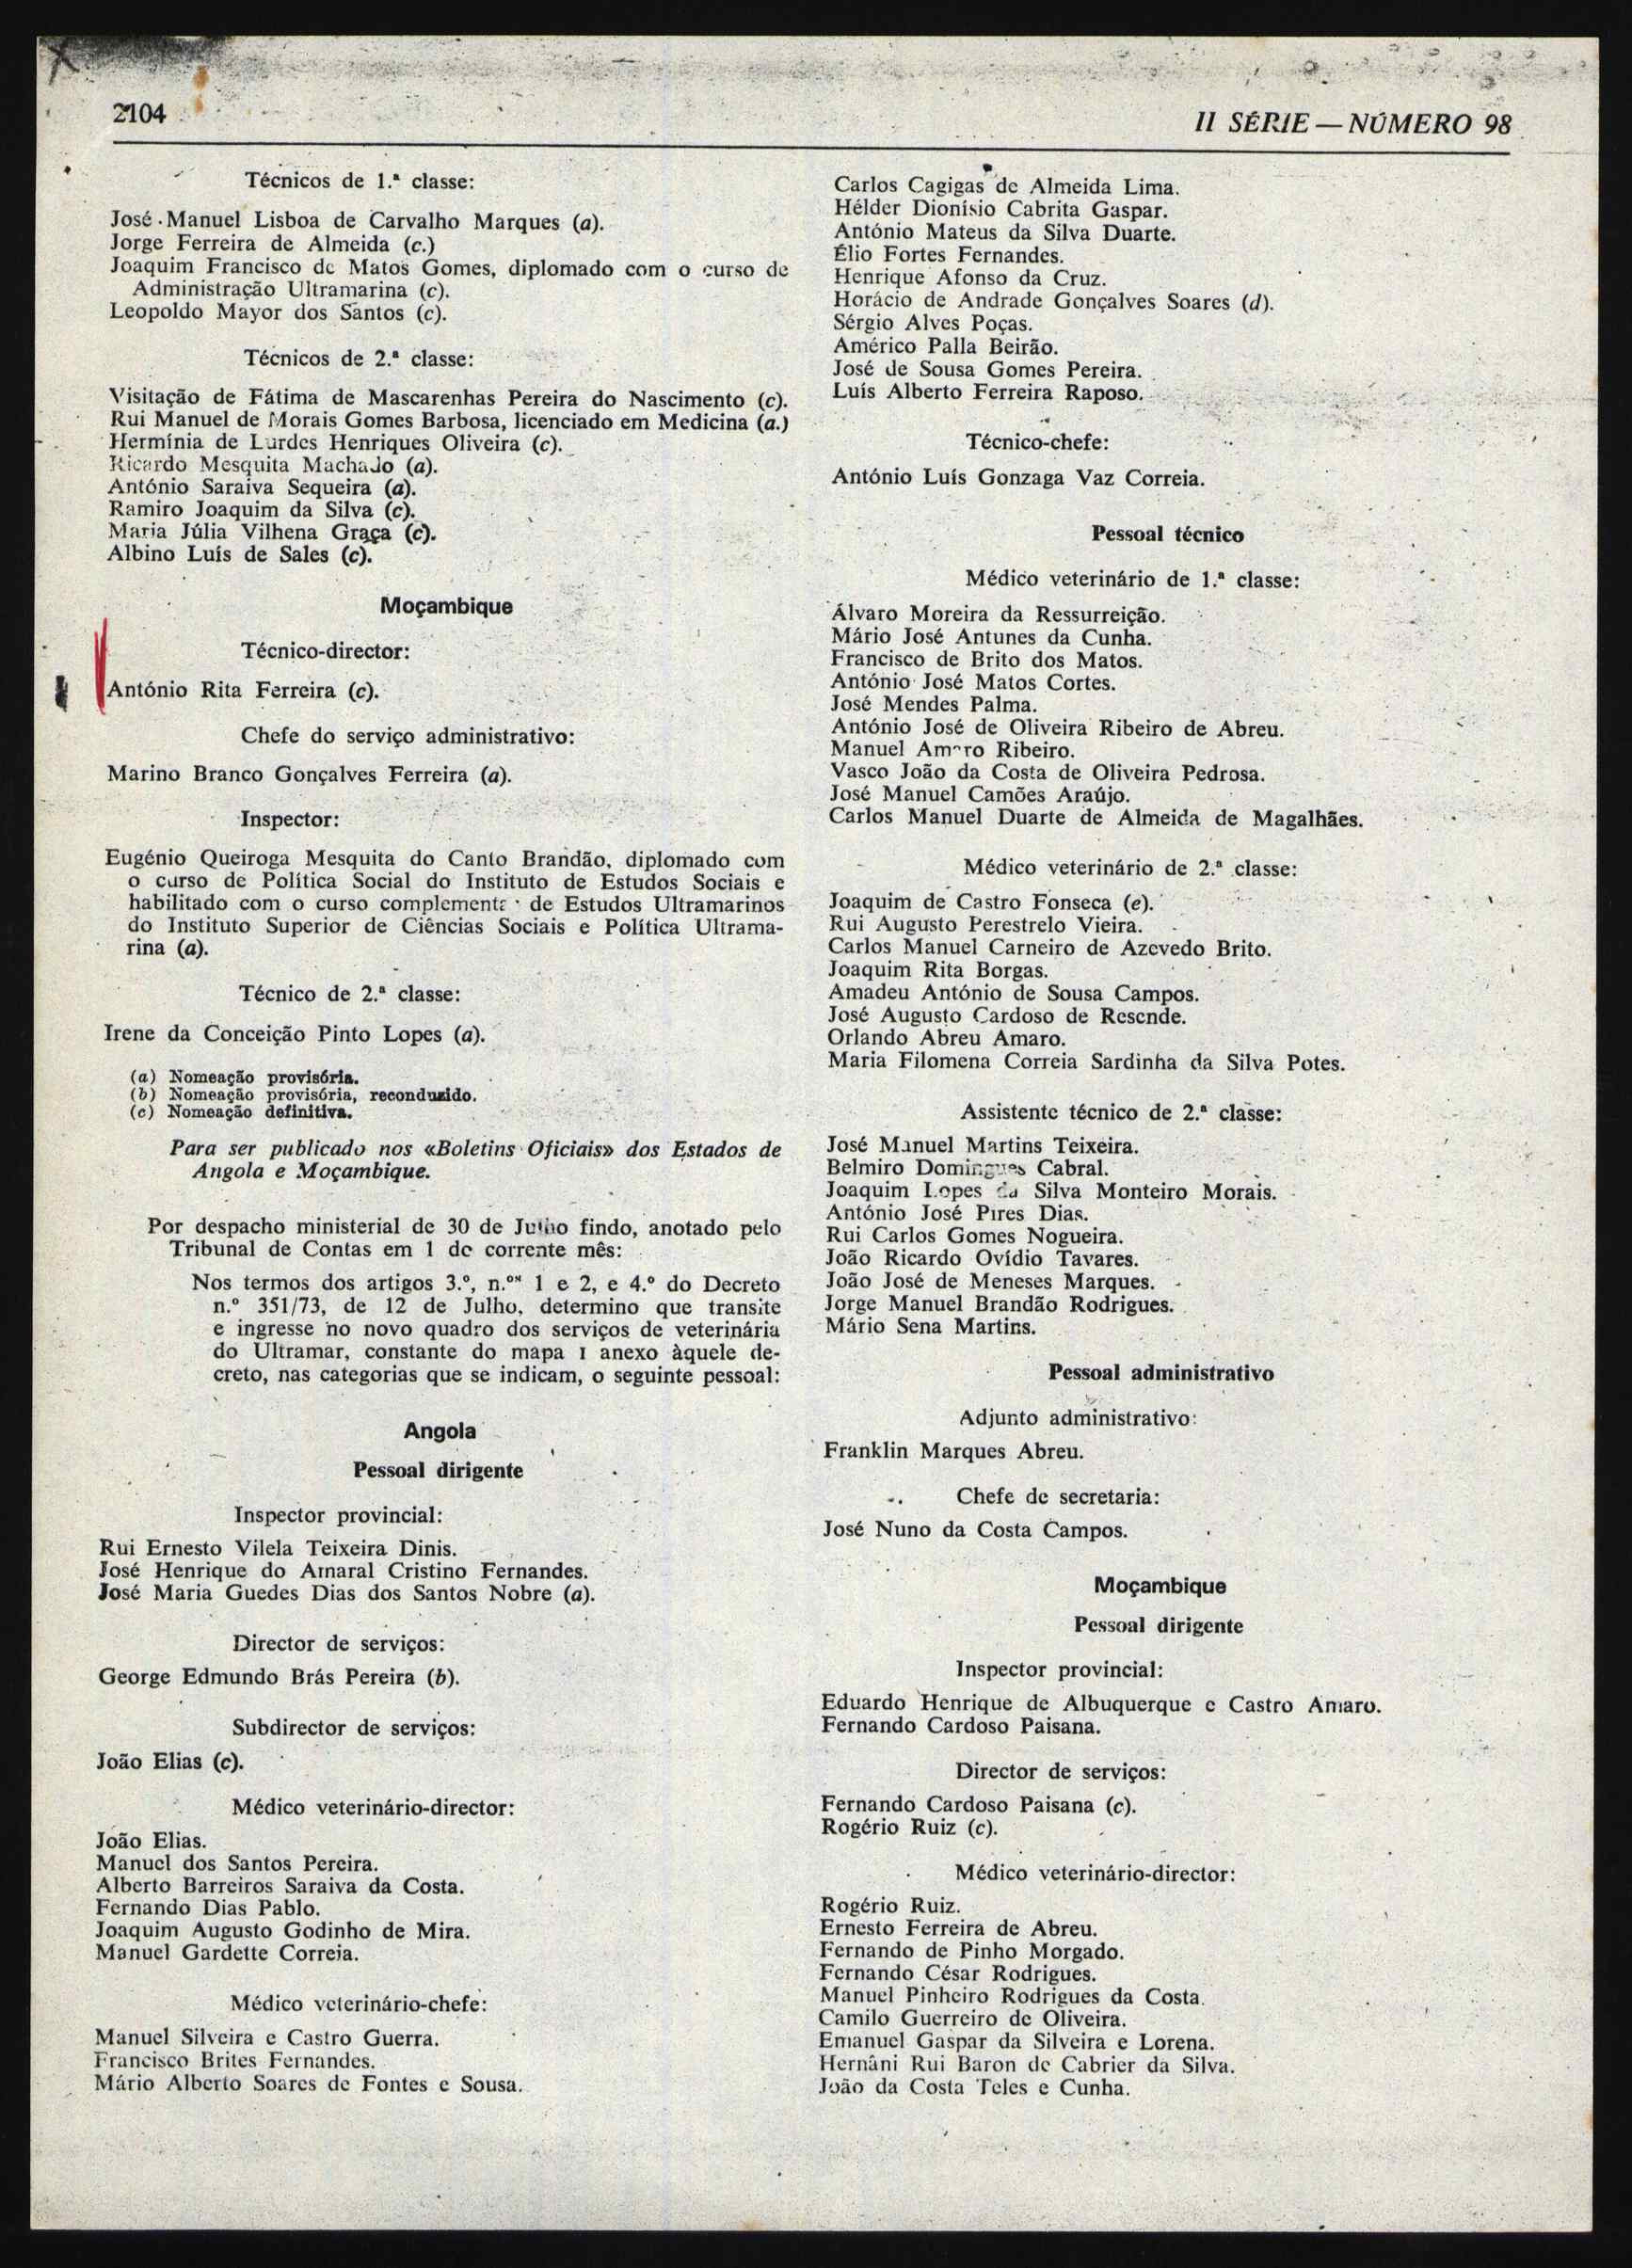 2104
II SÉRIE — NÚMERO 98
Técnicos de 1.ª classe:
José Manuel Lisboa de Carvalho Marques (a).
Jorge Ferreira de Almeida (c.)
Joaquim Francisco de Matos Gomes, diplomado com o curso de
Administração Ultramarina (c).
Leopoldo Mayor dos Santos (c).
Técnicos de 2.ª classe:
Visitação de Fátima de Mascarenhas Pereira do Nascimento (c).
Rui Manuel de Morais Gomes Barbosa, licenciado em Medicina (a.)
Hermínia de Lurdes Henriques Oliveira (c).
Ricardo Mesquita Machado (a).
António Saraiva Sequeira (a).
Ramiro Joaquim da Silva (c).
Maria Júlia Vilhena Graça (c).
Albino Luís de Sales (c).
Moçambique
Técnico-director:
António Rita Ferreira (c).
Chefe do serviço administrativo:
Marino Branco Gonçalves Ferreira (a).
Inspector:
Eugénio Queiroga Mesquita do Canto Brandão, diplomado com
o curso de Política Social do Instituto de Estudos Sociais e
habilitado com o curso de Estudos Ultramarinos
do Instituto Superior de Ciências Sociais e Política Ultrama-
rina (a).
Técnico de 2.ª classe:
Irene da Conceição Pinto Lopes (a).
(a) Nomeação provisória.
(b) Nomeação provisória, reconduzido.
(c) Nomeação definitiva.
Para ser publicado nos «Boletins Oficiais» dos Estados de
Angola e Moçambique.
Por despacho ministerial de 30 de findo, anotado pelo
Tribunal de Contas em 1 do corrente mês:
Nos termos dos artigos 3.º, n.ºs 1 e 2, e 4.º do Decreto
n.º 351/73, de 12 de Julho, determino que transite
e ingresse no novo quadro dos serviços de veterinária
do Ultramar, constante do mapa I anexo àquele de-
creto, nas categorias que se indicam, o seguinte pessoal:
Angola
Pessoal dirigente
Inspector provincial:
Rui Ernesto Vilela Teixeira Dinis.
José Henrique do Amaral Cristino Fernandes.
José Maria Guedes Dias dos Santos Nobre (a).
Director de serviços:
George Edmundo Brás Pereira (b).
Subdirector de serviços:
João Elias (c).
Médico veterinário-director:
João Elias.
Manuel dos Santos Pereira.
Alberto Barreiros Saraiva da Costa.
Fernando Dias Pablo.
Joaquim Augusto Godinho de Mira.
Manuel Gardette Correia.
Médico veterinário-chefe:
Manuel Silveira e Castro Guerra.
Francisco Brites Fernandes.
Mário Alberto Soares de Fontes e Sousa.
Carlos Cagigas de Almeida Lima.
Hélder Dionísio Cabrita Gaspar.
António Mateus da Silva Duarte.
Élio Fortes Fernandes.
Henrique Afonso da Cruz.
Horácio de Andrade Gonçalves Soares (d).
Sérgio Alves Poças.
Américo Palla Beirão.
José de Sousa Gomes Pereira.
Luís Alberto Ferreira Raposo.
Técnico-chefe:
António Luís Gonzaga Vaz Correia.
Pessoal técnico
Médico veterinário de 1.ª classe:
Álvaro Moreira da Ressurreição.
Mário José Antunes da Cunha.
Francisco de Brito dos Matos.
António José Matos Cortes.
José Mendes Palma.
António José de Oliveira Ribeiro de Abreu.
Manuel Amaro Ribeiro.
Vasco João da Costa de Oliveira Pedrosa.
José Manuel Camões Araújo.
Carlos Manuel Duarte de Almeida de Magalhães.
Médico veterinário de 2.ª classe:
Joaquim de Castro Fonseca (e).
Rui Augusto Perestrelo Vieira.
Carlos Manuel Carneiro de Azevedo Brito.
Joaquim Rita Borgas.
Amadeu António de Sousa Campos.
José Augusto Cardoso de Resende.
Orlando Abreu Amaro.
Maria Filomena Correia Sardinha da Silva Potes.
Assistente técnico de 2.ª classe:
José Manuel Martins Teixeira.
Belmiro Domingues Cabral.
Joaquim Lopes da Silva Monteiro Morais.
António José Pires Dias.
Rui Carlos Gomes Nogueira.
João Ricardo Ovídio Tavares.
João José de Meneses Marques.
Jorge Manuel Brandão Rodrigues.
Mário Sena Martins.
Pessoal administrativo
Adjunto administrativo:
Franklin Marques Abreu.
Chefe de secretaria:
José Nuno da Costa Campos.
Moçambique
Pessoal dirigente
Inspector provincial:
Eduardo Henrique de Albuquerque e Castro Amaro.
Fernando Cardoso Paisana.
Director de serviços:
Fernando Cardoso Paisana (c).
Rogério Ruiz (c).
Médico veterinário-director:
Rogério Ruiz.
Ernesto Ferreira de Abreu.
Fernando de Pinho Morgado.
Fernando César Rodrigues.
Manuel Pinheiro Rodrigues da Costa.
Camilo Guerreiro de Oliveira.
Emanuel Gaspar da Silveira e Lorena.
Hernâni Rui Baron de Cabrier da Silva.
João da Costa Teles e Cunha.